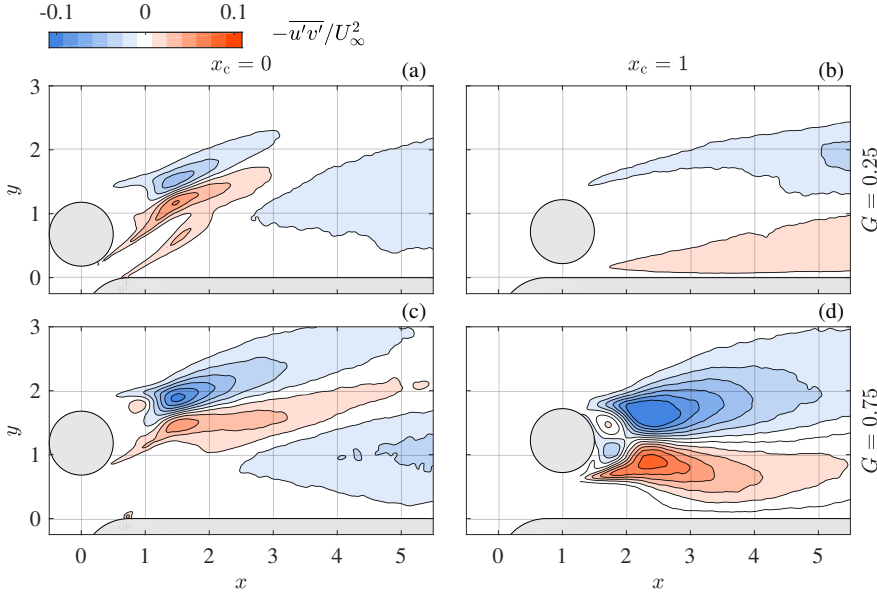 -0.1 0 0.1 $-\overline{u'v'}/U_\infty^2$
$x_c = 0$ (a) $x_c = 1$ (b)
3
2
y
1
0
G = 0.25
(c) (d)
3
2
y
1
0
G = 0.75
0 1 2 3 4 5 0 1 2 3 4 5
x x